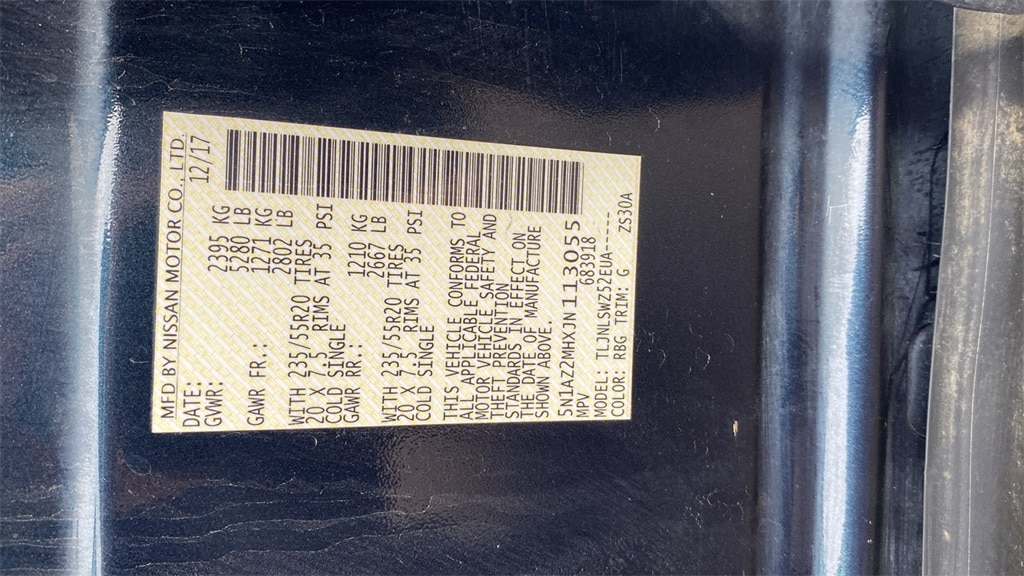 MFD BY NISSAN MOTOR CO., LTD.
DATE: 12/17
GVWR: 2395 KG
5280 LB
GAWR FR.: 1271 KG
2802 LB
WITH 235/55R20 TIRES
20 X 7.5 RIMS AT 35 PSI
COLD SINGLE
GAWR RR.: 1210 KG
2667 LB
WITH 235/55R20 TIRES
20 X 7.5 RIMS AT 35 PSI
COLD SINGLE
THIS VEHICLE CONFORMS TO
ALL APPLICABLE FEDERAL
MOTOR VEHICLE SAFETY AND
THEFT PREVENTION
STANDARDS IN EFFECT ON
THE DATE OF MANUFACTURE
SHOWN ABOVE.
5N1AZ2MHXJN113055
MPV 683918
MODEL: TLJNLSWZ52EUA-----
COLOR: RBG TRIM: G ZS30A